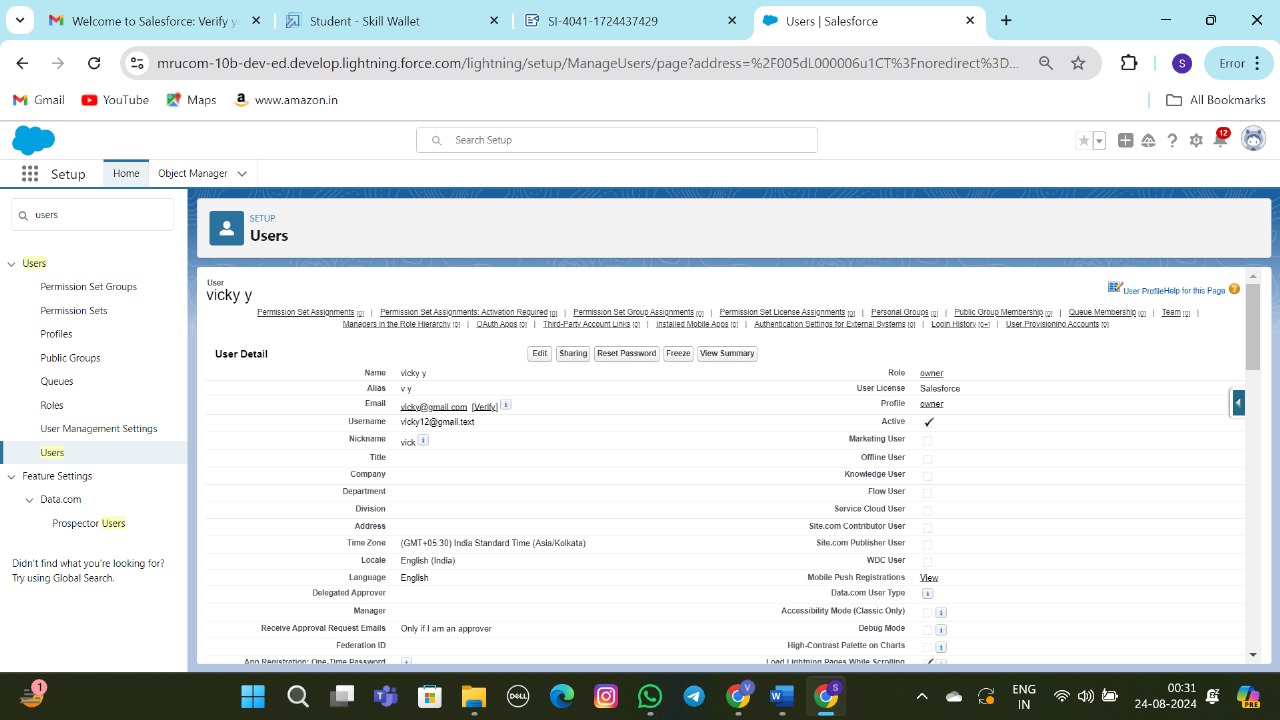 Welcome to Salesforce: Verify y
Student - Skill Wallet
SI-4041-1724437429
Users | Salesforce
mrucom-10b-dev-ed.develop.lightning.force.com/lightning/setup/ManageUsers/page?address=%2F005dL000006u1CT%3Fnoredirect%3D...
S
Error
Gmail
YouTube
Maps
www.amazon.in
All Bookmarks
Search Setup
12
Setup
Home
Object Manager
users
SETUP
Users
Users
Permission Set Groups
Permission Sets
Profiles
Public Groups
Queues
Roles
User Management Settings
Users
Feature Settings
Data.com
Prospector Users
Didn't find what you're looking for?
Try using Global Search.
User
vicky y
User Profile Help for this Page
Permission Set Assignments [0] | Permission Set Assignments: Activation Required [0] | Permission Set Group Assignments [0] | Permission Set License Assignments [0] | Personal Groups [0] | Public Group Membership [0] | Queue Membership [0] | Team [0] |
Managers in the Role Hierarchy [0] | OAuth Apps [0] | Third-Party Account Links [0] | Installed Mobile Apps [0] | Authentication Settings for External Systems [0] | Login History [0+] | User Provisioning Accounts [0]
User Detail Edit Sharing Reset Password Freeze View Summary
Name vicky y Role owner
Alias v y User License Salesforce
Email vicky@gmail.com [Verify] i Profile owner
Username vicky12@gmail.text Active
Nickname vick i Marketing User
Title Offline User
Company Knowledge User
Department Flow User
Division Service Cloud User
Address Site.com Contributor User
Time Zone (GMT+05:30) India Standard Time (Asia/Kolkata) Site.com Publisher User
Locale English (India) WDC User
Language English Mobile Push Registrations View
Delegated Approver Data.com User Type i
Manager Accessibility Mode (Classic Only) i
Receive Approval Request Emails Only if I am an approver Debug Mode i
Federation ID High-Contrast Palette on Charts i
App Registration: One-Time Password i Load Lightning Pages While Scrolling i
1
DELL
V
W
S
ENG
IN
00:31
24-08-2024
PRE